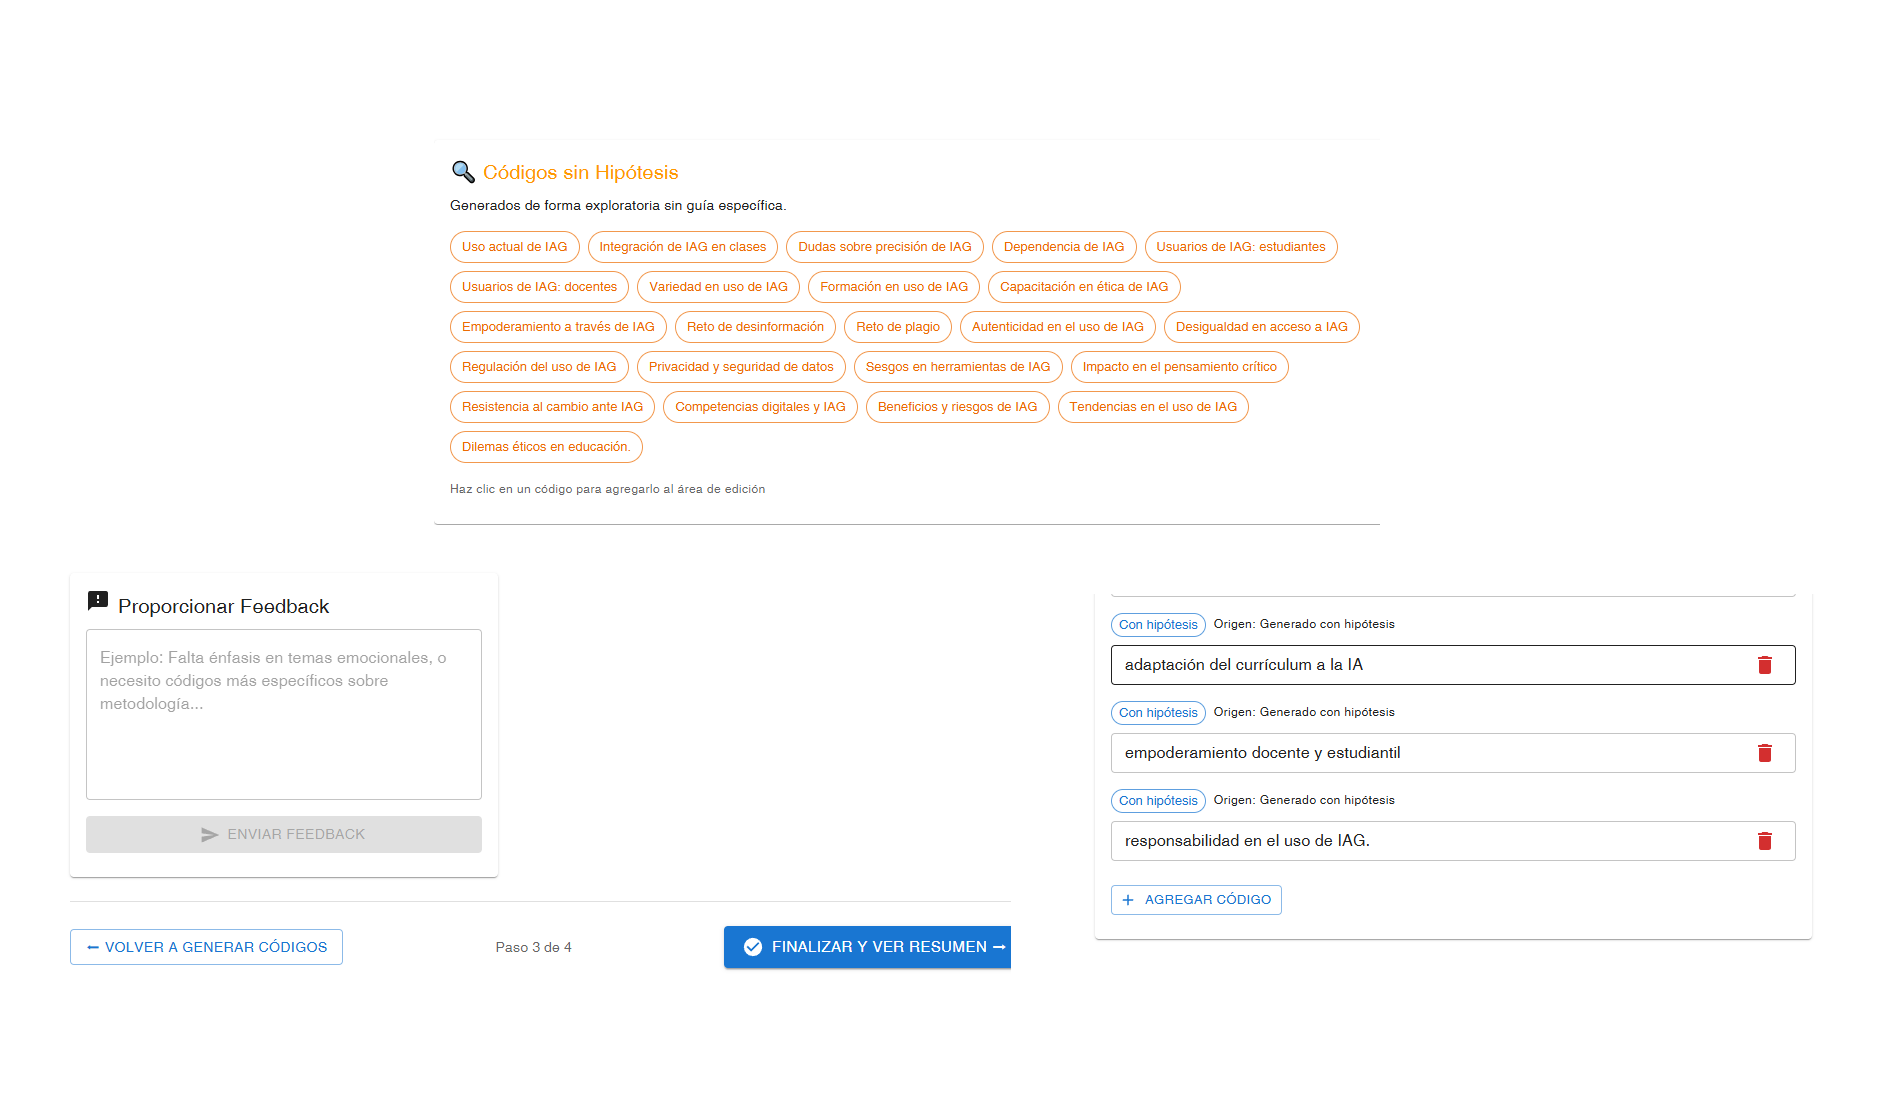 Códigos sin Hipótesis
Generados de forma exploratoria sin guía específica.
Uso actual de IAG Integración de IAG en clases Dudas sobre precisión de IAG Dependencia de IAG Usuarios de IAG: estudiantes
Usuarios de IAG: docentes Variedad en uso de IAG Formación en uso de IAG Capacitación en ética de IAG
Empoderamiento a través de IAG Reto de desinformación Reto de plagio Autenticidad en el uso de IAG Desigualdad en acceso a IAG
Regulación del uso de IAG Privacidad y seguridad de datos Sesgos en herramientas de IAG Impacto en el pensamiento crítico
Resistencia al cambio ante IAG Competencias digitales y IAG Beneficios y riesgos de IAG Tendencias en el uso de IAG
Dilemas éticos en educación.
Haz clic en un código para agregarlo al área de edición
Proporcionar Feedback
Ejemplo: Falta énfasis en temas emocionales, o
necesito códigos más específicos sobre
metodología...
ENVIAR FEEDBACK
← VOLVER A GENERAR CÓDIGOS
Paso 3 de 4
FINALIZAR Y VER RESUMEN →
Con hipótesis Origen: Generado con hipótesis
adaptación del currículum a la IA
Con hipótesis Origen: Generado con hipótesis
empoderamiento docente y estudiantil
Con hipótesis Origen: Generado con hipótesis
responsabilidad en el uso de IAG.
+ AGREGAR CÓDIGO